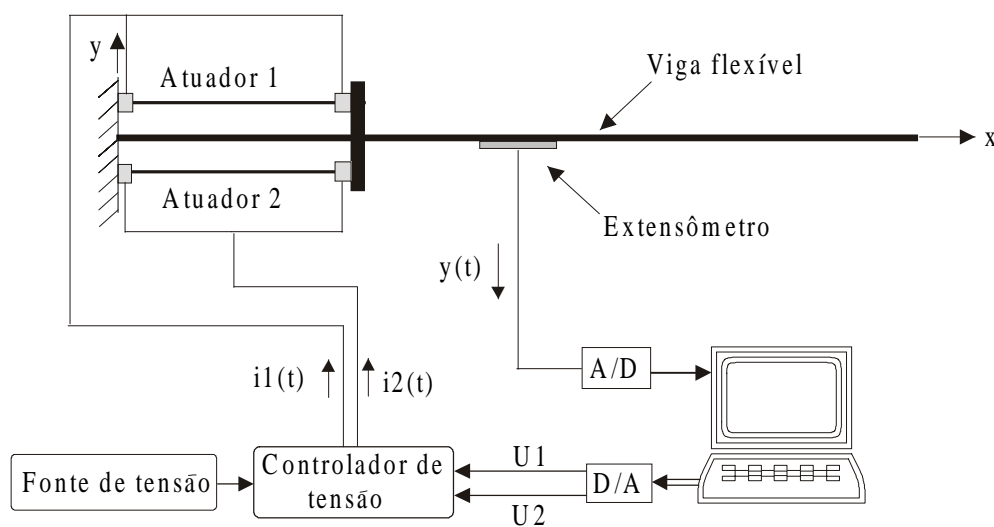 y
Atuador 1
Viga flexível
x
Atuador 2
Extensômetro
y(t)
A/D
i1(t)
i2(t)
Fonte de tensão
Controlador de
tensão
U1
D/A
U2